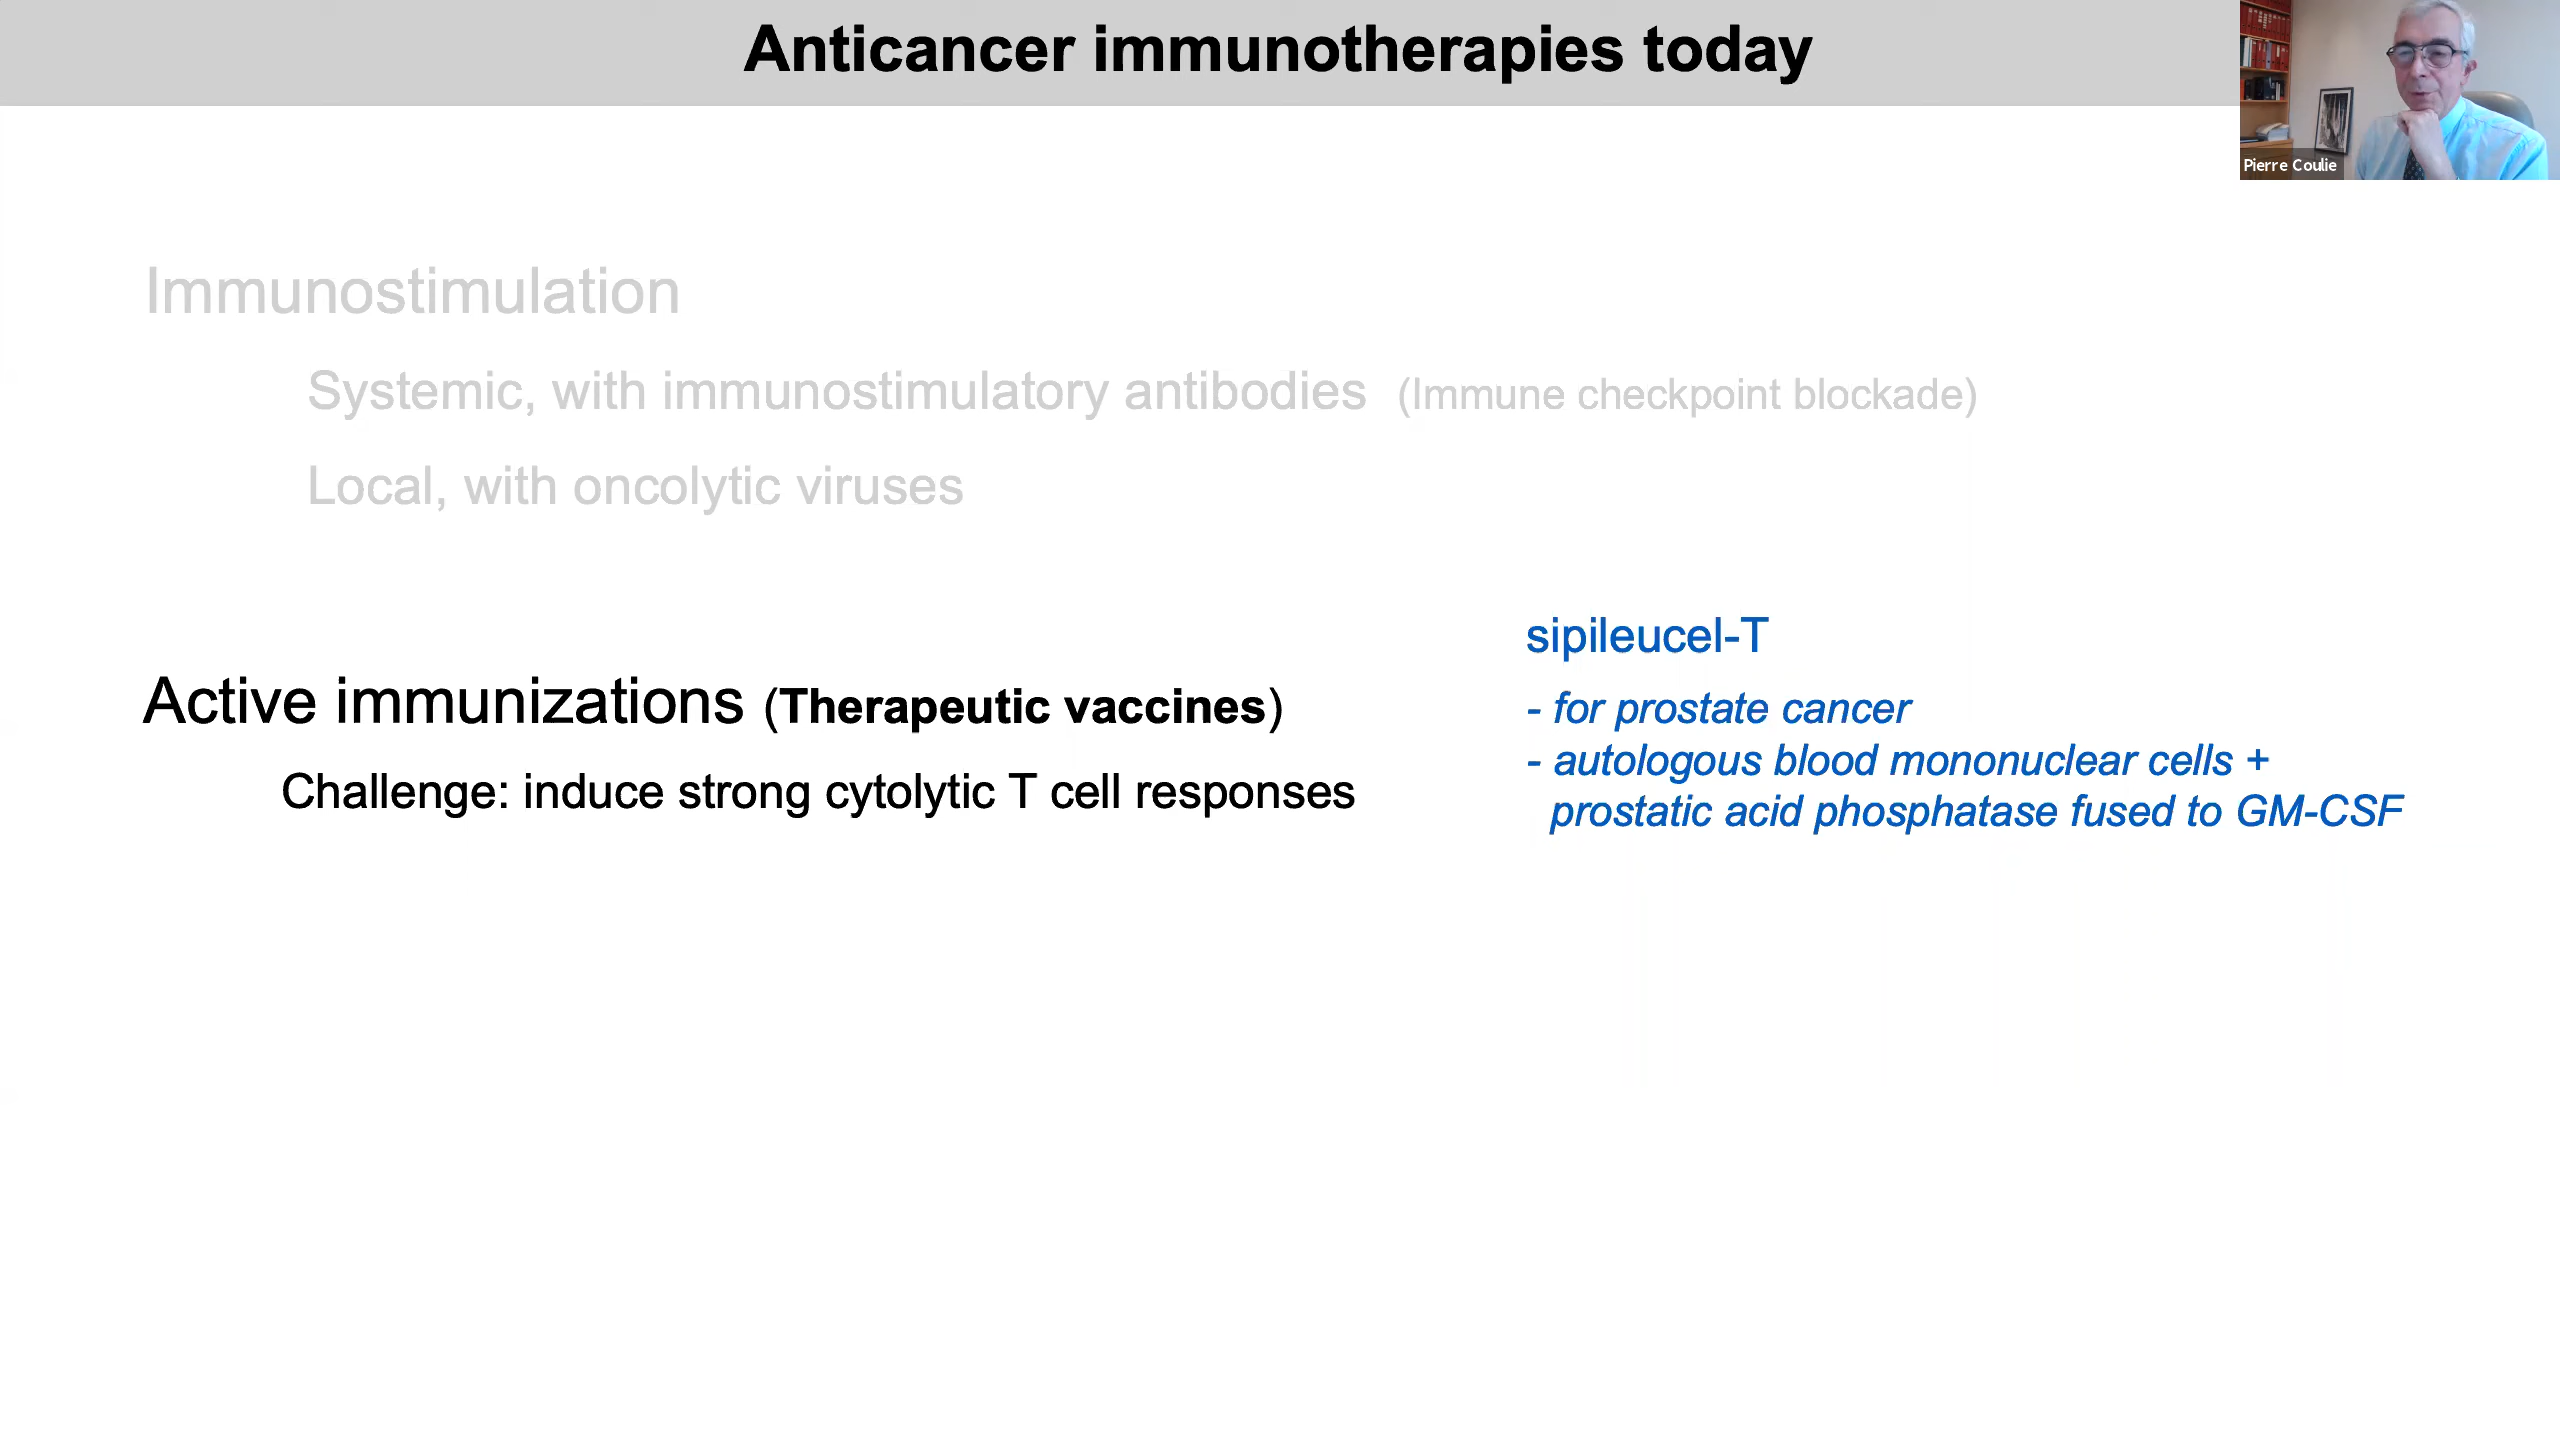 Anticancer immunotherapies today
Pierre Coulie
Immunostimulation
Systemic, with immunostimulatory antibodies (Immune checkpoint blockade)
Local, with oncolytic viruses
Active immunizations (Therapeutic vaccines)
Challenge: induce strong cytolytic T cell responses
sipileucel-T
- for prostate cancer
- autologous blood mononuclear cells +
prostatic acid phosphatase fused to GM-CSF